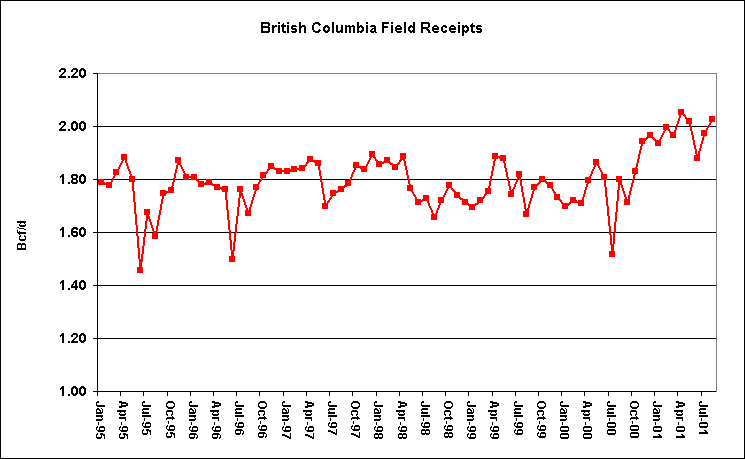 British Columbia Field Receipts
2.20
2.00
1.80
1.60
1.40
1.20
1.00
Bcf/d
Jan-95
Apr-95
Jul-95
Oct-95
Jan-96
Apr-96
Jul-96
Oct-96
Jan-97
Apr-97
Jul-97
Oct-97
Jan-98
Apr-98
Jul-98
Oct-98
Jan-99
Apr-99
Jul-99
Oct-99
Jan-00
Apr-00
Jul-00
Oct-00
Jan-01
Apr-01
Jul-01